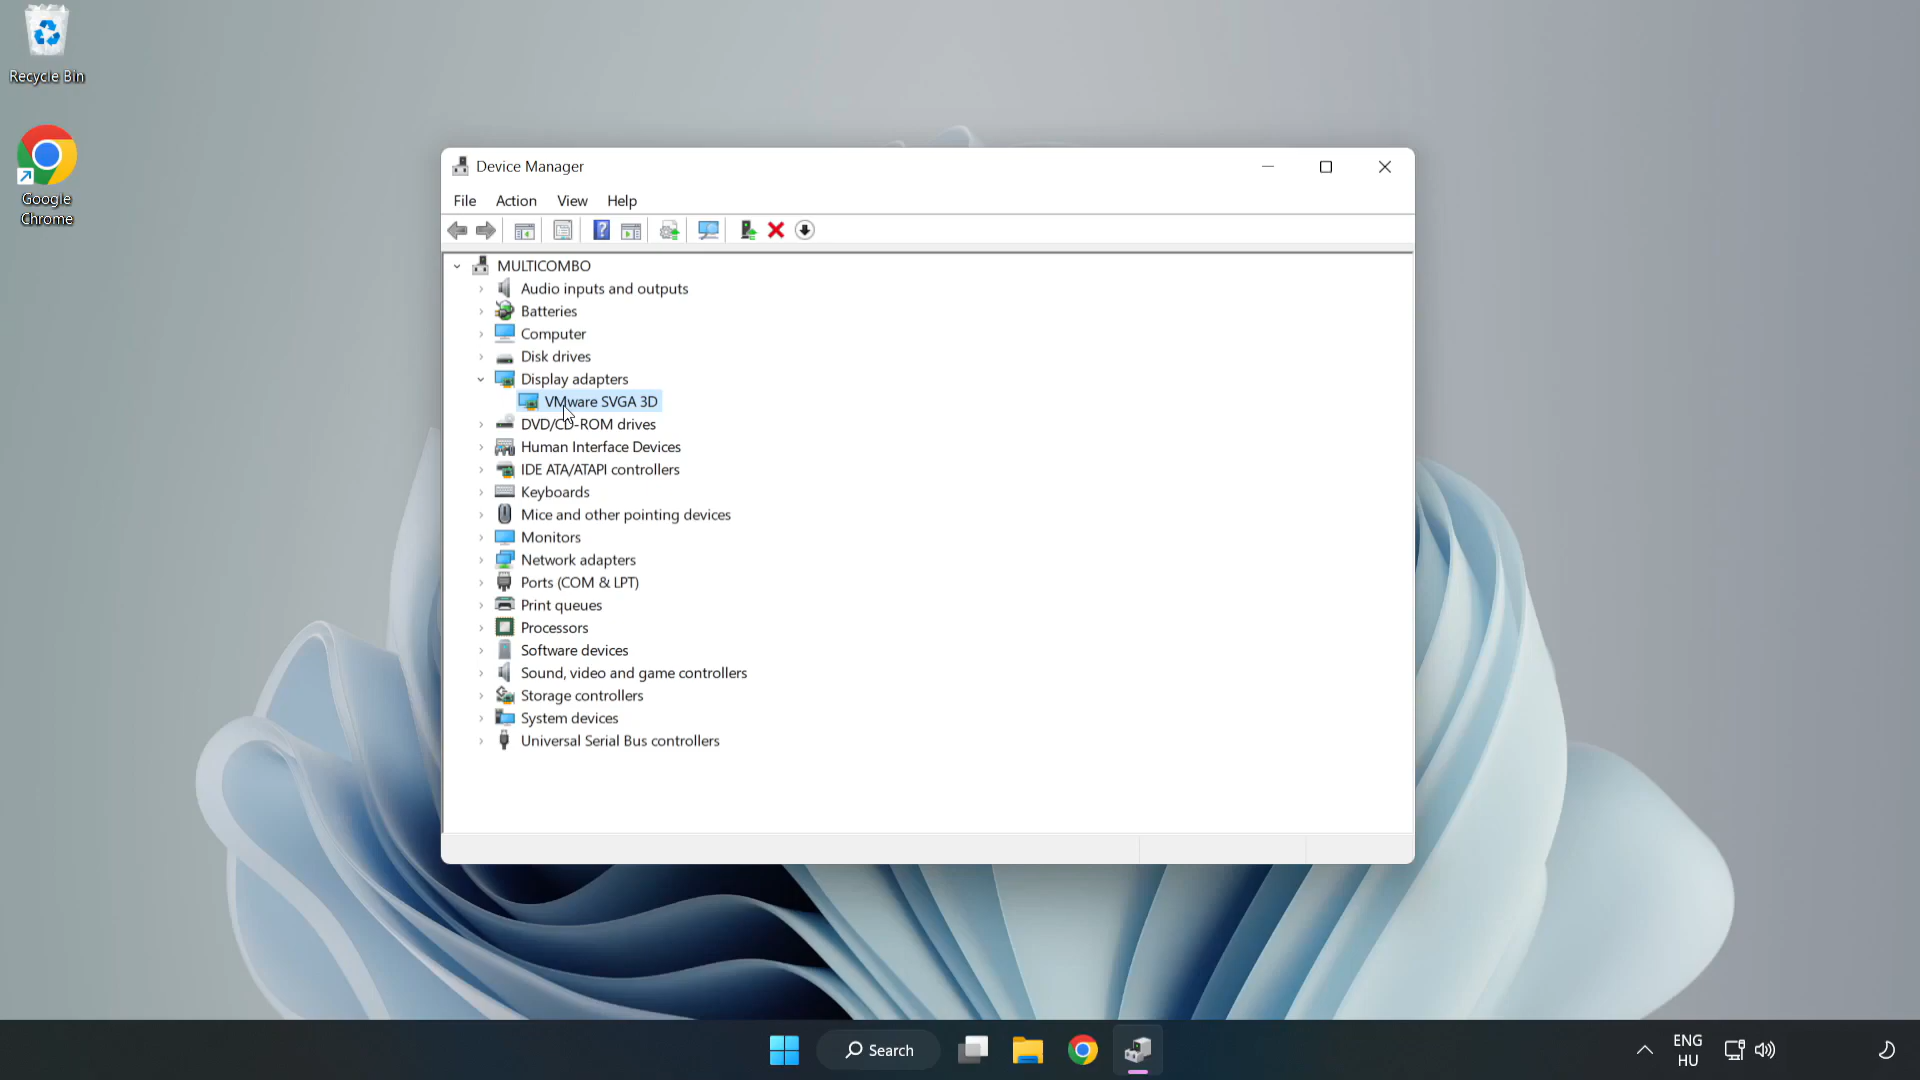 Recycle Bin
Google
Chrome
Device Manager
File Action View Help
MULTICOMBO
Audio inputs and outputs
Batteries
Computer
Disk drives
Display adapters
VMware SVGA 3D
DVD/CD-ROM drives
Human Interface Devices
IDE ATA/ATAPI controllers
Keyboards
Mice and other pointing devices
Monitors
Network adapters
Ports (COM & LPT)
Print queues
Processors
Software devices
Sound, video and game controllers
Storage controllers
System devices
Universal Serial Bus controllers
Search
ENG
HU